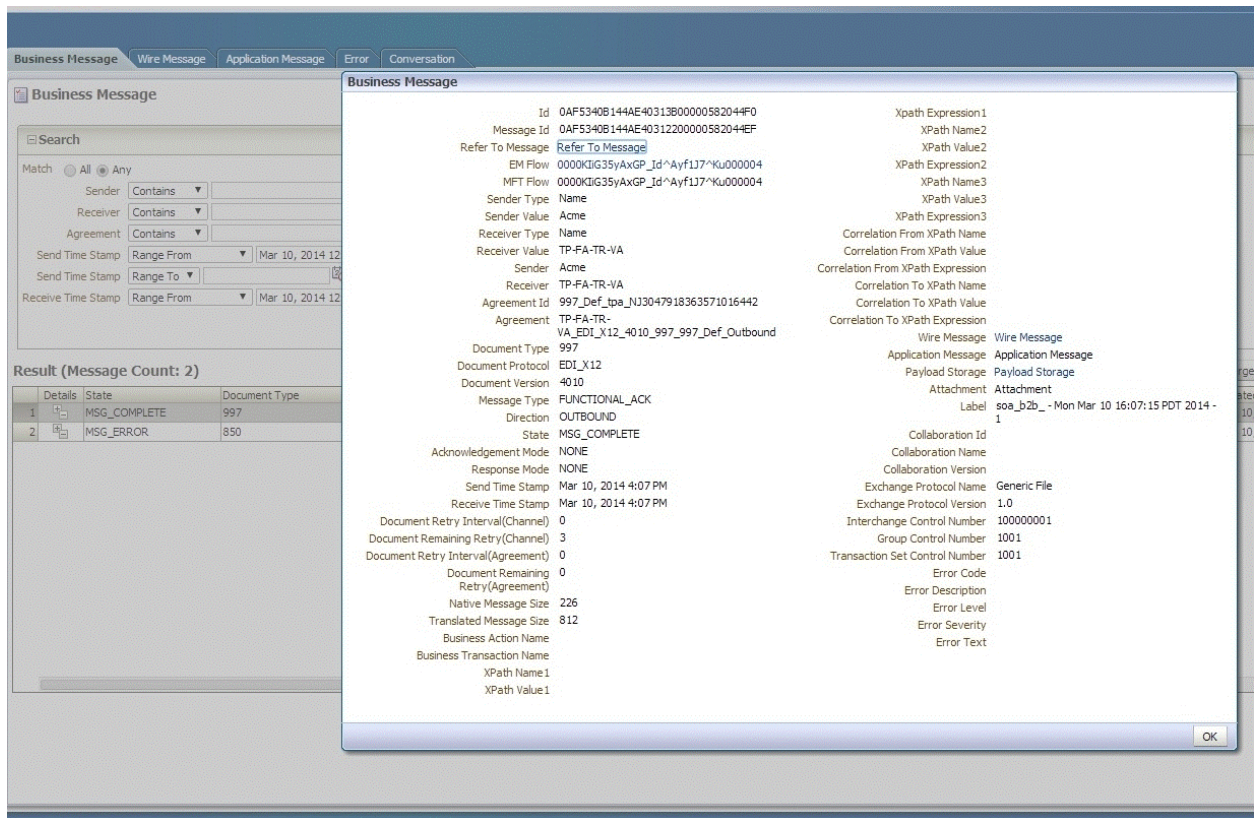 Business Message Wire Message Application Message Error Conversation
Business Message
Search
Match All Any
Sender Contains
Receiver Contains
Agreement Contains
Send Time Stamp Range From Mar 10, 2014 12
Send Time Stamp Range To
Receive Time Stamp Range From Mar 10, 2014 12
Result (Message Count: 2)
Details State Document Type
1 MSG_COMPLETE 997
2 MSG_ERROR 850
Business Message
Id 0AF5340B144AE40313B00000582044F0
Message Id 0AF5340B144AE40312200000582044EF
Refer To Message Refer To Message
EM Flow 0000KIiG35yAxGP_Id^Ayf1J7^Ku000004
MFT Flow 0000KIiG35yAxGP_Id^Ayf1J7^Ku000004
Sender Type Name
Sender Value Acme
Receiver Type Name
Receiver Value TP-FA-TR-VA
Sender Acme
Receiver TP-FA-TR-VA
Agreement Id 997_Def_tpa_NJ3047918363571016442
Agreement TP-FA-TR-
VA_EDI_X12_4010_997_997_Def_Outbound
Document Type 997
Document Protocol EDI_X12
Document Version 4010
Message Type FUNCTIONAL_ACK
Direction OUTBOUND
State MSG_COMPLETE
Acknowledgement Mode NONE
Response Mode NONE
Send Time Stamp Mar 10, 2014 4:07 PM
Receive Time Stamp Mar 10, 2014 4:07 PM
Document Retry Interval(Channel) 0
Document Remaining Retry(Channel) 3
Document Retry Interval(Agreement) 0
Document Remaining 0
Retry(Agreement)
Native Message Size 226
Translated Message Size 812
Business Action Name
Business Transaction Name
XPath Name1
XPath Value1
Xpath Expression1
XPath Name2
XPath Value2
XPath Expression2
XPath Name3
XPath Value3
XPath Expression3
Correlation From XPath Name
Correlation From XPath Value
Correlation From XPath Expression
Correlation To XPath Name
Correlation To XPath Value
Correlation To XPath Expression
Wire Message Wire Message
Application Message Application Message
Payload Storage Payload Storage
Attachment Attachment
Label soa_b2b_ - Mon Mar 10 16:07:15 PDT 2014 -
1
Collaboration Id
Collaboration Name
Collaboration Version
Exchange Protocol Name Generic File
Exchange Protocol Version 1.0
Interchange Control Number 100000001
Group Control Number 1001
Transaction Set Control Number 1001
Error Code
Error Description
Error Level
Error Severity
Error Text
OK